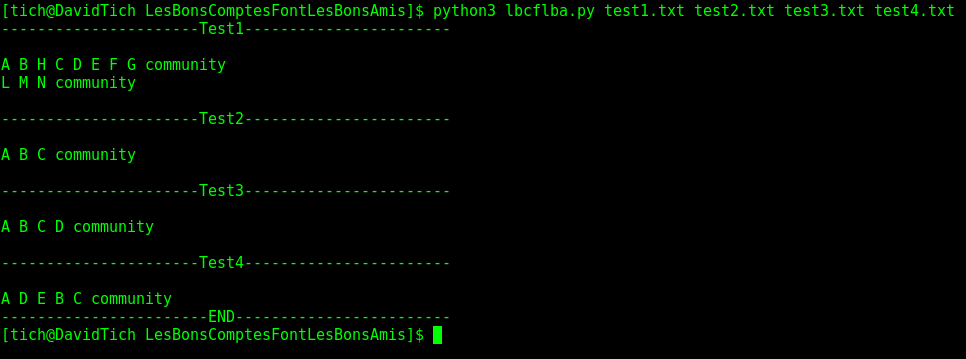 [tich@DavidTich LesBonsComptesFontLesBonsAmis]$ python3 lbcflba.py test1.txt test2.txt test3.txt test4.txt
----------------------Test1-----------------------
A B H C D E F G community
L M N community
----------------------Test2-----------------------
A B C community
----------------------Test3-----------------------
A B C D community
----------------------Test4-----------------------
A D E B C community
-----------------------END------------------------
[tich@DavidTich LesBonsComptesFontLesBonsAmis]$